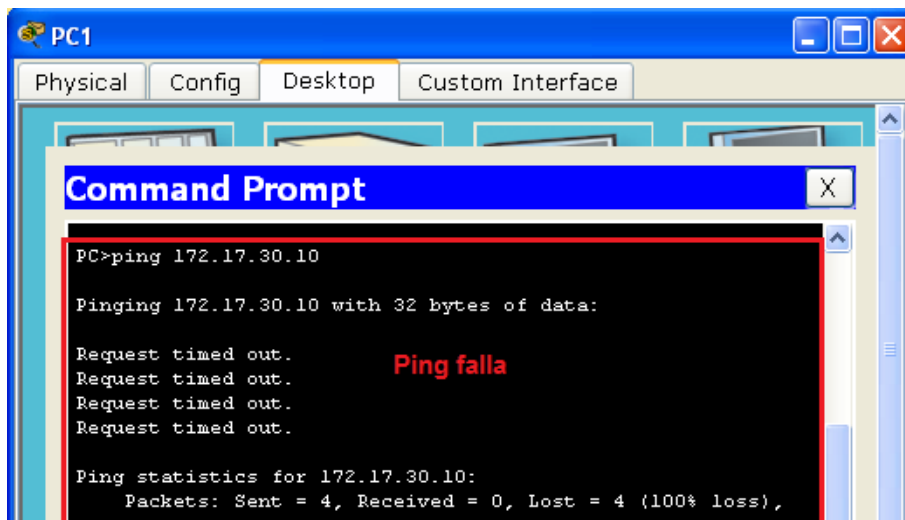 PC1
Physical Config Desktop Custom Interface
Command Prompt
X
PC>ping 172.17.30.10
Pinging 172.17.30.10 with 32 bytes of data:
Request timed out.
Request timed out.
Ping falla
Request timed out.
Request timed out.
Ping statistics for 172.17.30.10:
Packets: Sent = 4, Received = 0, Lost = 4 (100% loss),